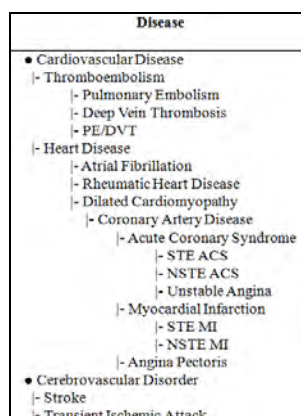 Disease
● Cardiovascular Disease
|- Thromboembolism
|- Pulmonary Embolism
|- Deep Vein Thrombosis
|- PE/DVT
|- Heart Disease
|- Atrial Fibrillation
|- Rheumatic Heart Disease
|- Dilated Cardiomyopathy
|- Coronary Artery Disease
|- Acute Coronary Syndrome
|- STE ACS
|- NSTE ACS
|- Unstable Angina
|- Myocardial Infarction
|- STE MI
|- NSTE MI
|- Angina Pectoris
● Cerebrovascular Disorder
|- Stroke
|- Transient Ischemic Attack